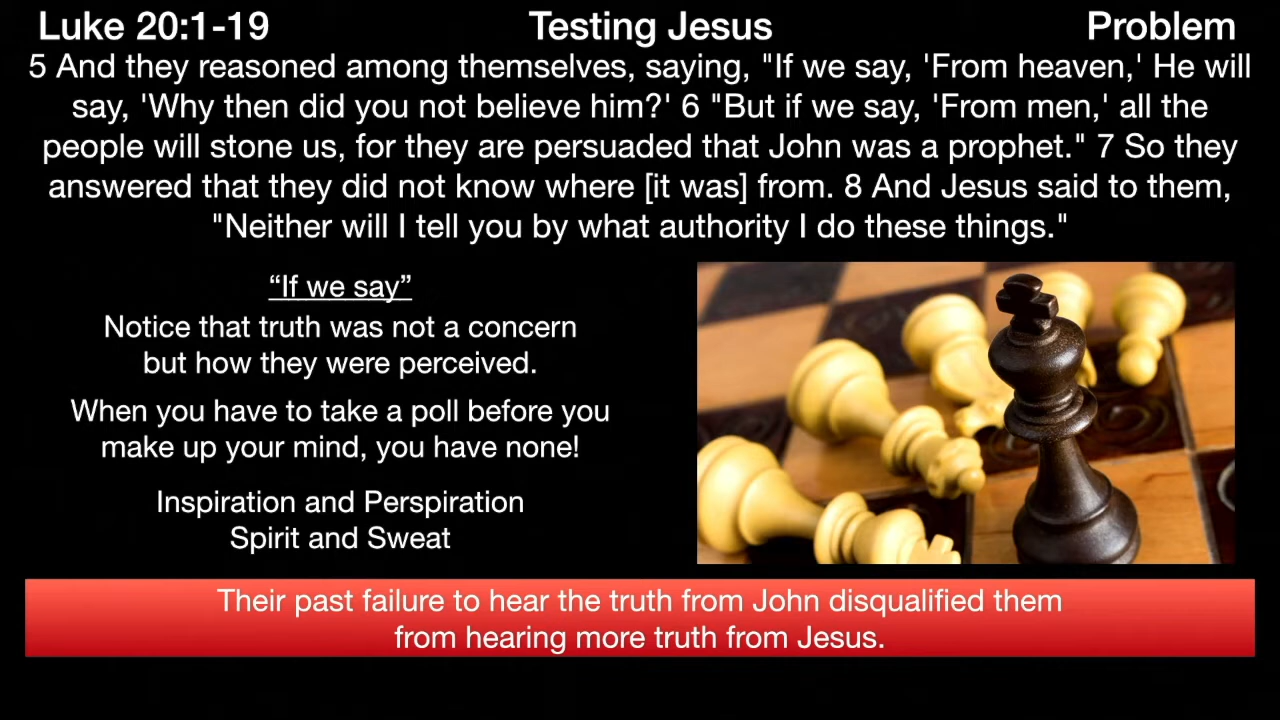 Luke 20:1-19 Testing Jesus Problem
5 And they reasoned among themselves, saying, "If we say, 'From heaven,' He will
say, 'Why then did you not believe him?' 6 "But if we say, 'From men,' all the
people will stone us, for they are persuaded that John was a prophet." 7 So they
answered that they did not know where [it was] from. 8 And Jesus said to them,
"Neither will I tell you by what authority I do these things."
“If we say”
Notice that truth was not a concern
but how they were perceived.
When you have to take a poll before you
make up your mind, you have none!
Inspiration and Perspiration
Spirit and Sweat
Their past failure to hear the truth from John disqualified them
from hearing more truth from Jesus.